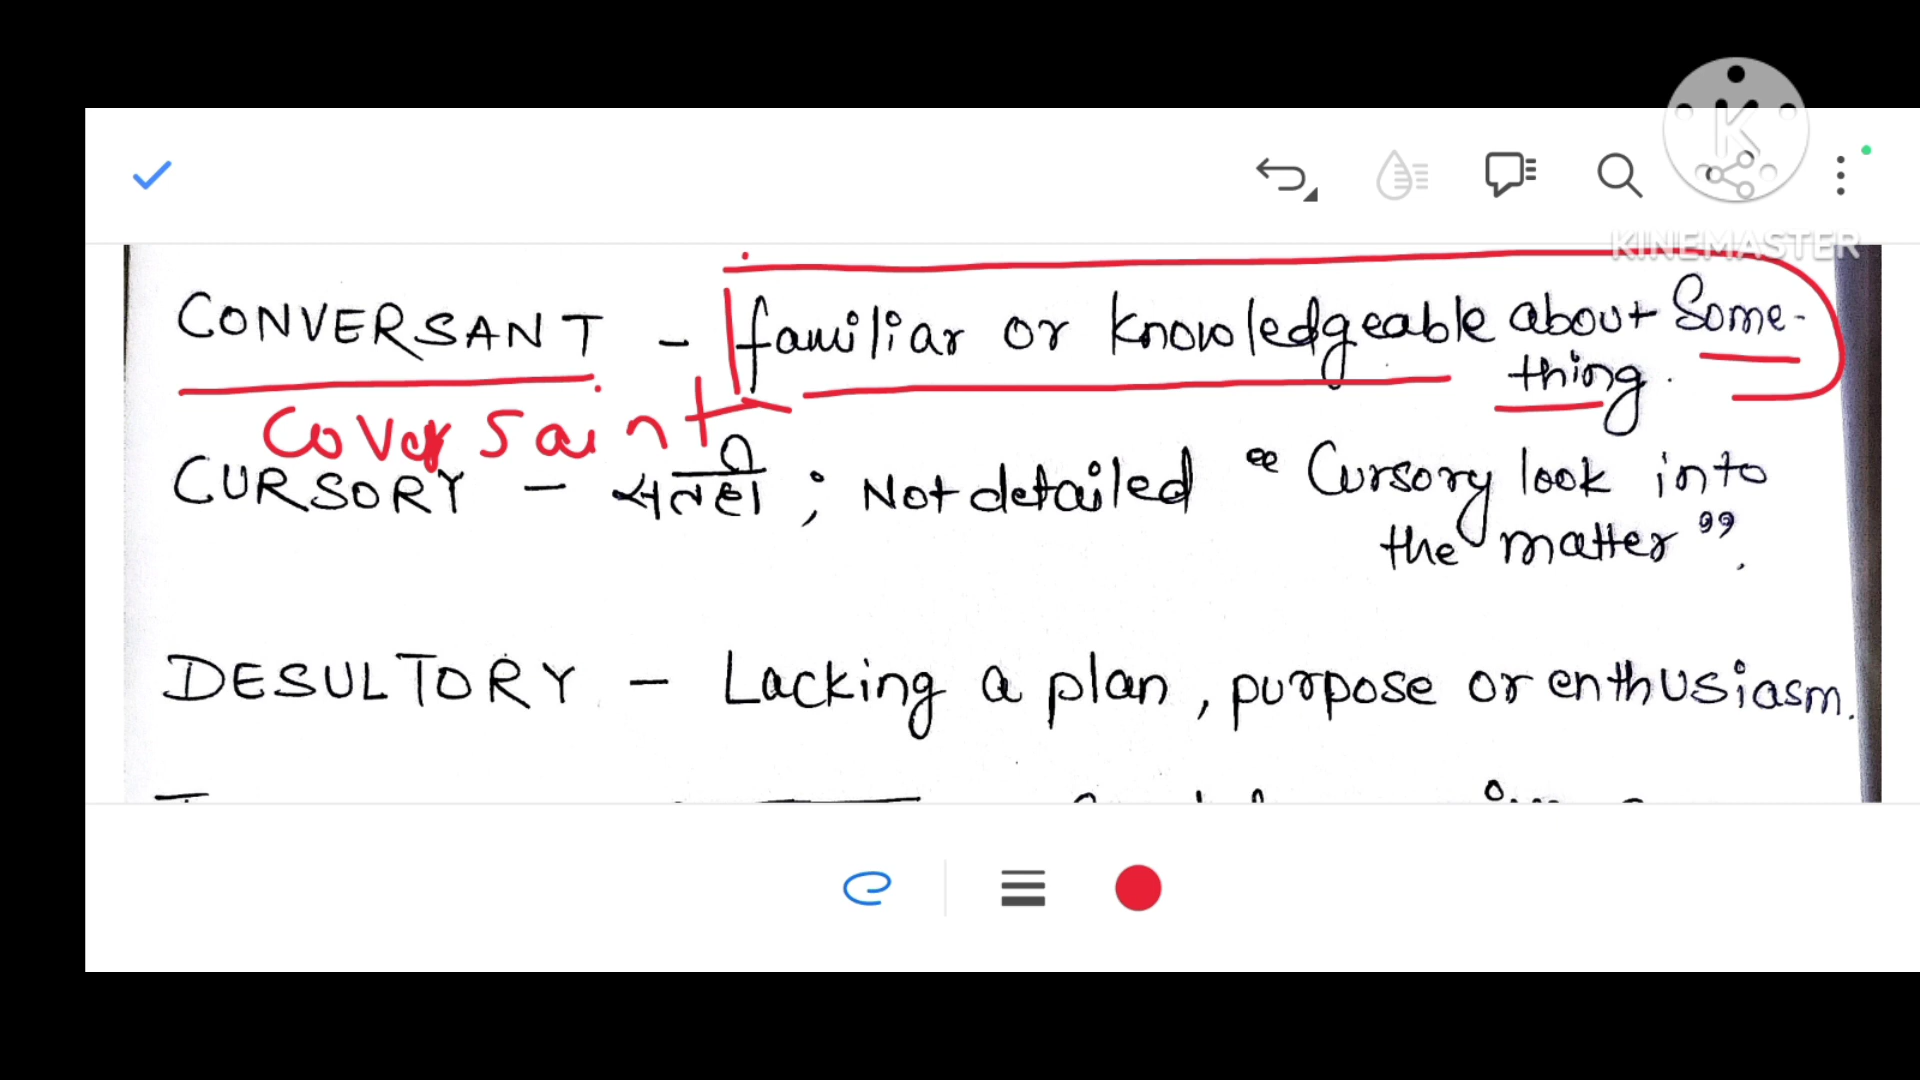 KINEMASTER
CONVERSANT - familiar or knowledgeable about Some-
thing.
Cover Saint
CURSORY - सतही ; Not detailed "Cursory look into
the matter".
DESULTORY - Lacking a plan, purpose or enthusiasm.